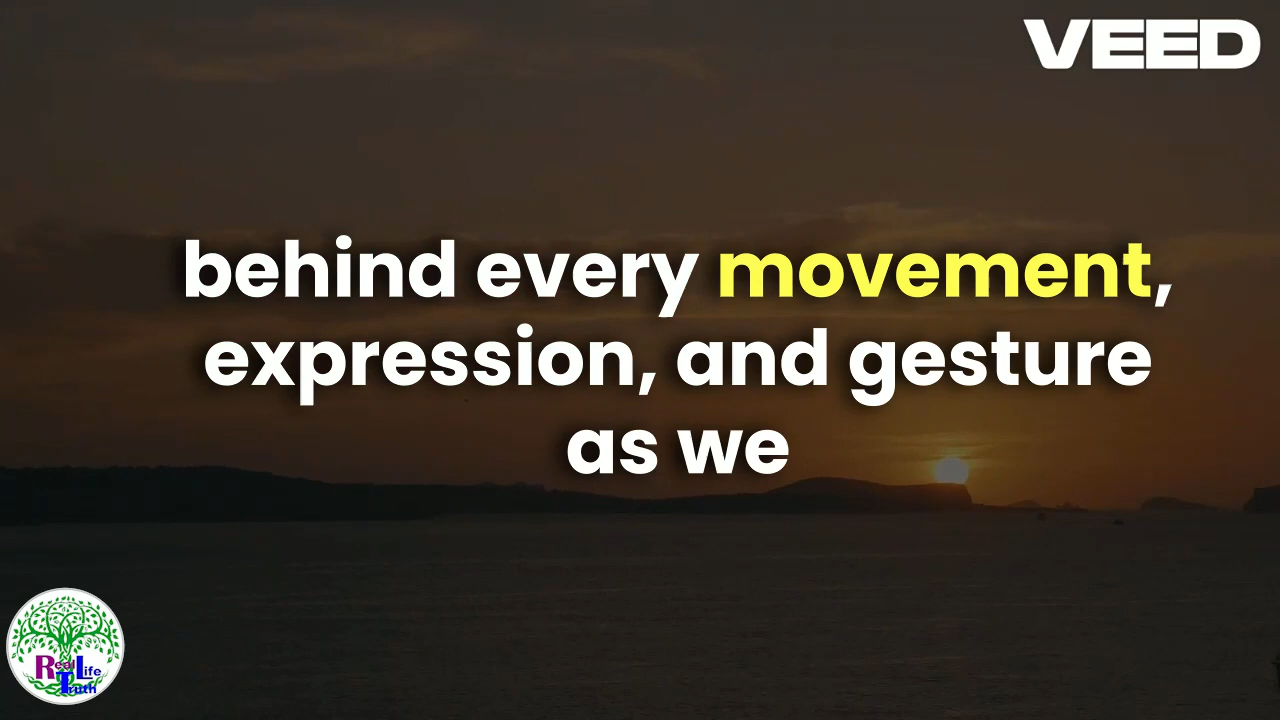 VEED
behind every movement,
expression, and gesture
as we
Real Life
Truth